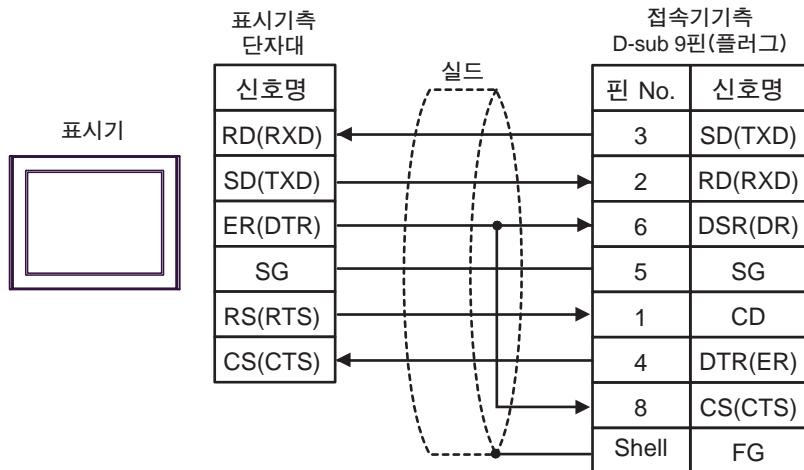 표시기
표시기측
단자대
신호명
RD(RXD)
SD(TXD)
ER(DTR)
SG
RS(RTS)
CS(CTS)
실드
접속기기측
D-sub 9핀(플러그)
핀 No. 신호명
3 SD(TXD)
2 RD(RXD)
6 DSR(DR)
5 SG
1 CD
4 DTR(ER)
8 CS(CTS)
Shell FG